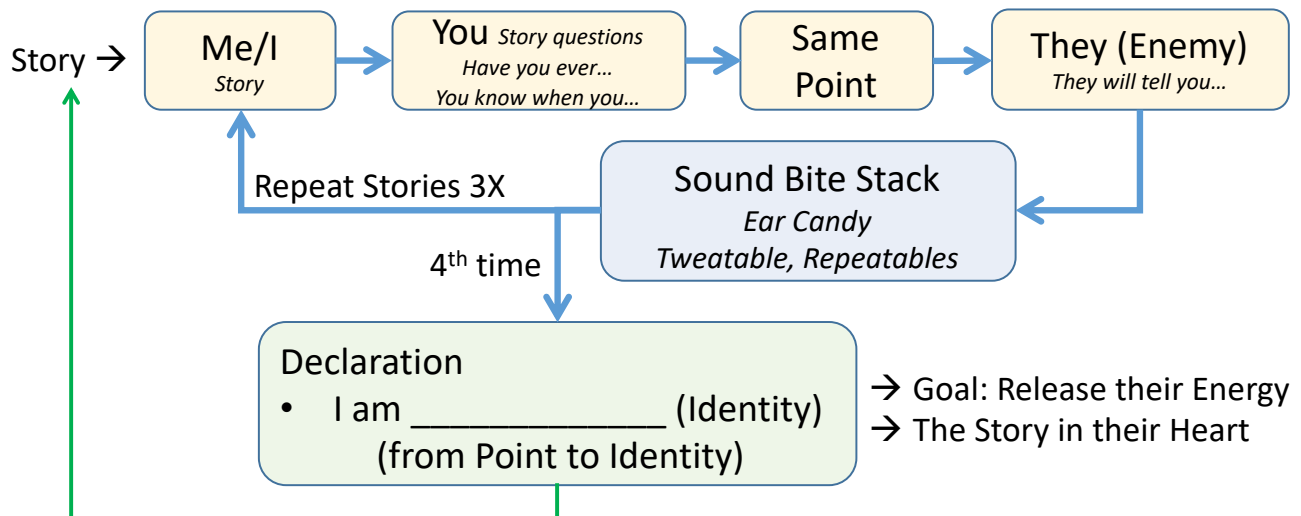 Story →
Me/I
Story
You Story questions
Have you ever…
You know when you…
Same
Point
They (Enemy)
They will tell you…
Sound Bite Stack
Ear Candy
Tweatable, Repeatables
Repeat Stories 3X
4th time
Declaration
• I am _____________ (Identity)
(from Point to Identity)
→ Goal: Release their Energy
→ The Story in their Heart